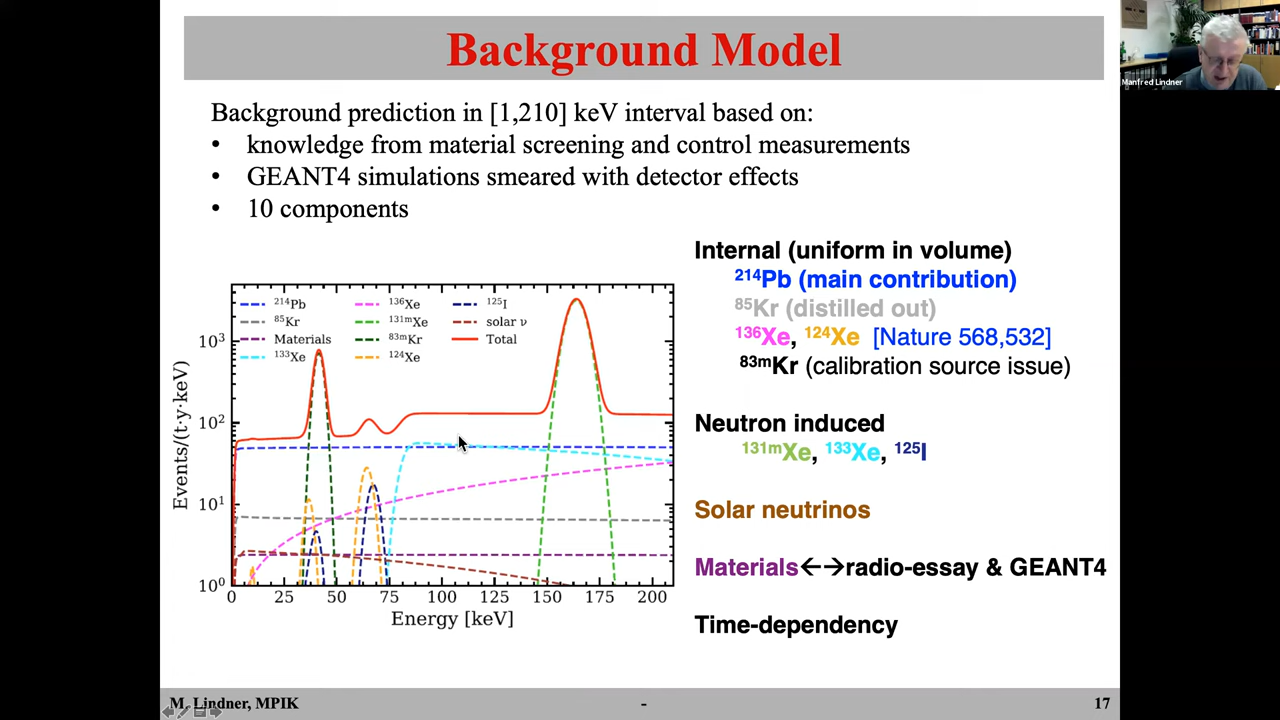 Background Model
Manfred Lindner
Background prediction in [1,210] keV interval based on:
• knowledge from material screening and control measurements
• GEANT4 simulations smeared with detector effects
• 10 components
Internal (uniform in volume)
²¹⁴Pb (main contribution)
⁸⁵Kr (distilled out)
¹³⁶Xe, ¹²⁴Xe [Nature 568,532]
⁸³ᵐKr (calibration source issue)
Neutron induced
¹³¹ᵐXe, ¹³³Xe, ¹²⁵I
Solar neutrinos
Materials←→radio-essay & GEANT4
Time-dependency
²¹⁴Pb ¹³⁶Xe ¹²⁵I
⁸⁵Kr ¹³¹ᵐXe solar ν
Materials ⁸³ᵐKr Total
¹³³Xe ¹²⁴Xe
Events/(t·y·keV)
10³
10²
10¹
10⁰
0 25 50 75 100 125 150 175 200
Energy [keV]
M. Lindner, MPIK - 17